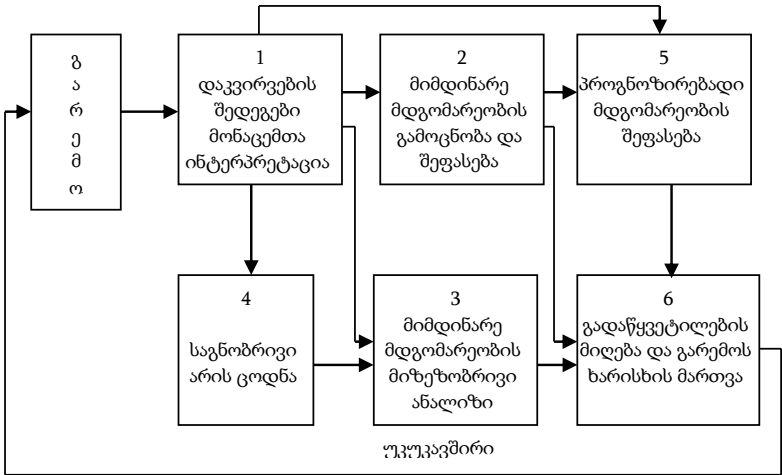 გ
ა
რ
ე
მ
ო
1
დაკვირვების
შედეგები
მონაცემთა
ინტერპრეტაცია
2
მიმდინარე
მდგომარეობის
გამოცნობა და
შეფასება
5
პროგნოზირებადი
მდგომარეობის
შეფასება
4
საგნობრივი
არის ცოდნა
3
მიმდინარე
მდგომარეობის
მიზეზობრივი
ანალიზი
6
გადაწყვეტილების
მიღება და გარემოს
ხარისხის მართვა
უკუკავშირი